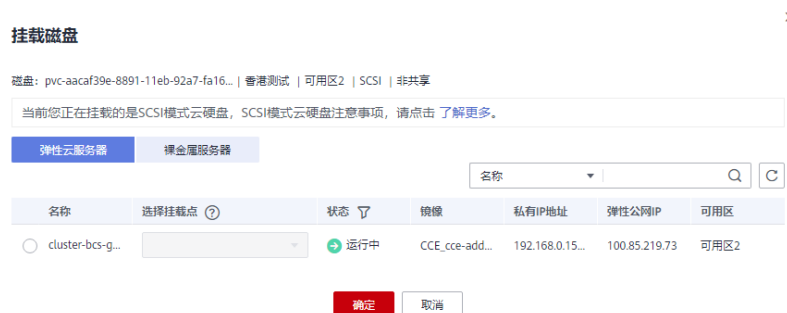 挂载磁盘
磁盘：pvc-aacaf39e-8891-11eb-92a7-fa16... | 香港测试 | 可用区2 | SCSI | 非共享
当前您正在挂载的是SCSI模式云硬盘，SCSI模式云硬盘注意事项，请点击 了解更多。
弹性云服务器 裸金属服务器
名称
名称 选择挂载点 ? 状态 镜像 私有IP地址 弹性公网IP 可用区
cluster-bcs-g... 运行中 CCE_cce-add... 192.168.0.15... 100.85.219.73 可用区2
确定 取消